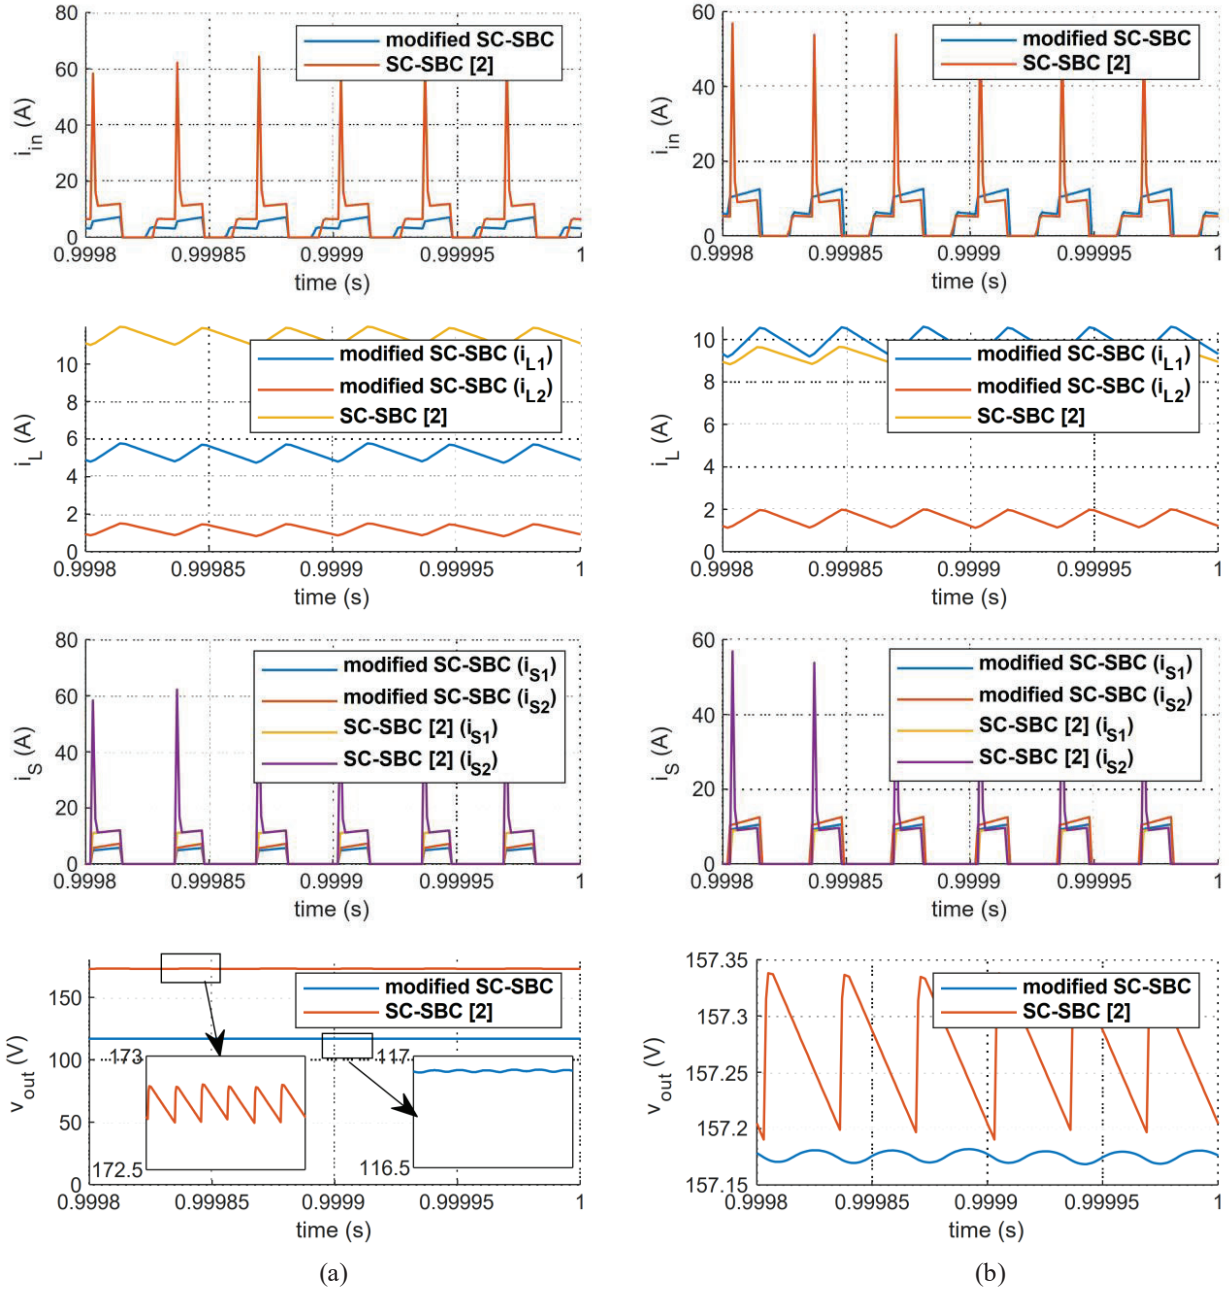 80
60
40
20
0
i_in (A)
modified SC-SBC
SC-SBC [2]
0.9998 0.99985 0.9999 0.99995 1
time (s)
60
40
20
0
i_in (A)
modified SC-SBC
SC-SBC [2]
0.9998 0.99985 0.9999 0.99995 1
time (s)
10
8
6
4
2
0
i_L (A)
modified SC-SBC (i_L1)
modified SC-SBC (i_L2)
SC-SBC [2]
0.9998 0.99985 0.9999 0.99995 1
time (s)
10
8
6
4
2
0
i_L (A)
modified SC-SBC (i_L1)
modified SC-SBC (i_L2)
SC-SBC [2]
0.9998 0.99985 0.9999 0.99995 1
time (s)
80
60
40
20
0
i_S (A)
modified SC-SBC (i_S1)
modified SC-SBC (i_S2)
SC-SBC [2] (i_S1)
SC-SBC [2] (i_S2)
0.9998 0.99985 0.9999 0.99995 1
time (s)
60
40
20
0
i_S (A)
modified SC-SBC (i_S1)
modified SC-SBC (i_S2)
SC-SBC [2] (i_S1)
SC-SBC [2] (i_S2)
0.9998 0.99985 0.9999 0.99995 1
time (s)
150
100
50
0
v_out (V)
modified SC-SBC
SC-SBC [2]
173
172.5
117
116.5
0.9998 0.99985 0.9999 0.99995 1
time (s)
157.35
157.3
157.25
157.2
157.15
v_out (V)
modified SC-SBC
SC-SBC [2]
0.9998 0.99985 0.9999 0.99995 1
time (s)
(a)
(b)